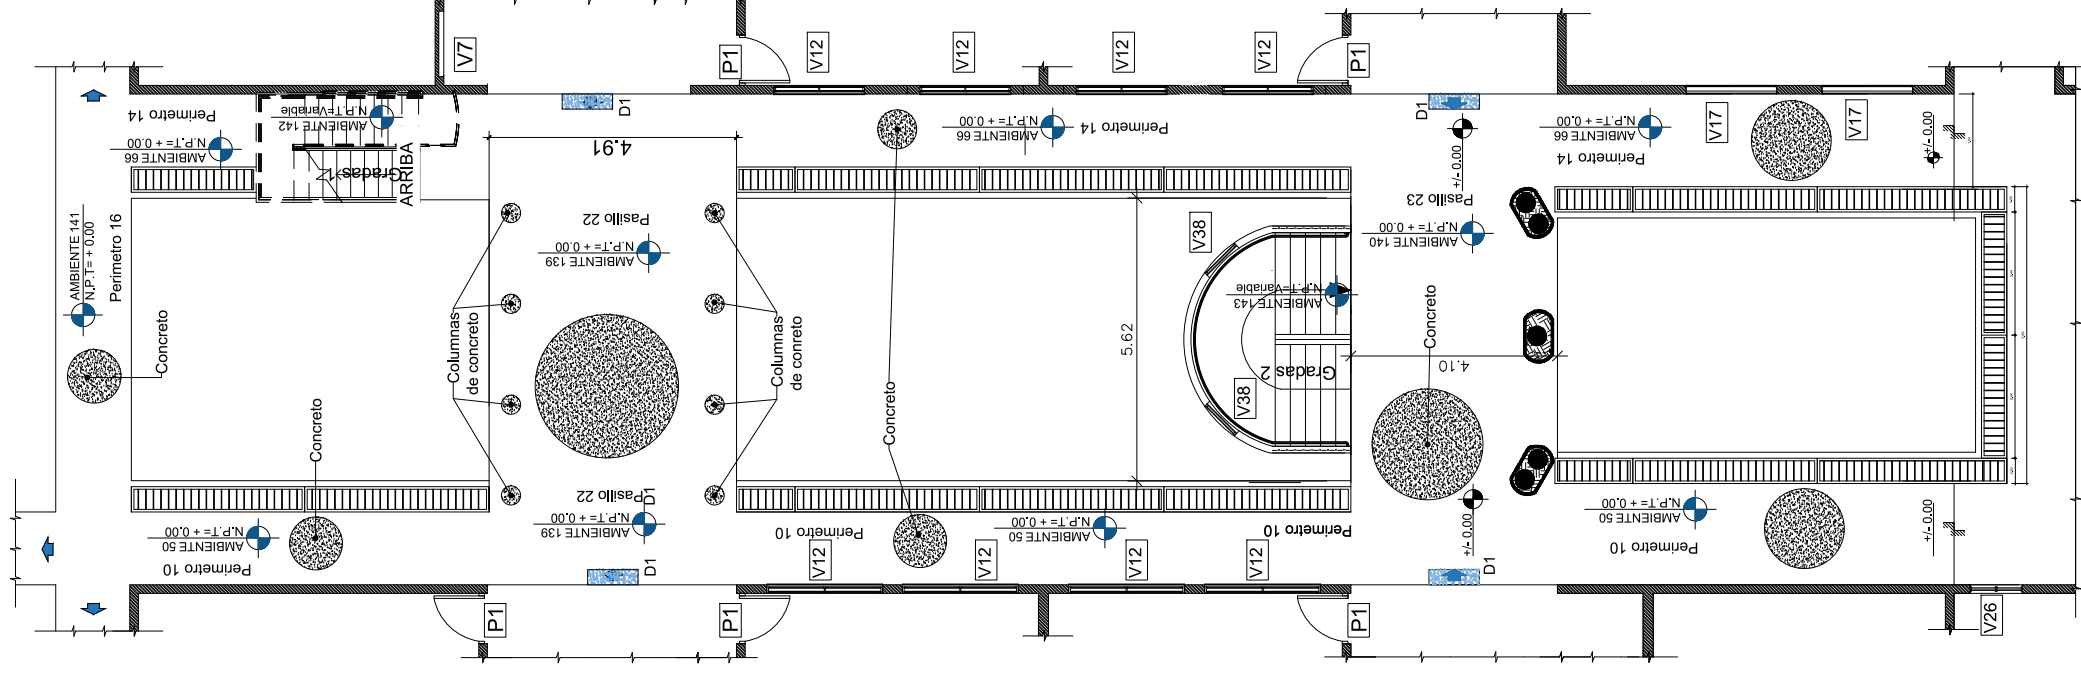 V7
P1
V12
V12
V12
V12
P1
Perimetro 14
AMBIENTE 66
N.P.T.= + 0.00
AMBIENTE 142
N.P.T=Variable
Gradas 1
ARRIBA
D1
4.91
AMBIENTE 66
N.P.T.= + 0.00
Perimetro 14
D1
+/- 0.00
AMBIENTE 66
N.P.T.= + 0.00
Perimetro 14
V17
V17
+/- 0.00
AMBIENTE 141
N.P.T= + 0.00
Perimetro 16
Concreto
Columnas
de concreto
Pasillo 22
AMBIENTE 139
N.P.T.= + 0.00
Columnas
de conreto
Concreto
5.62
V38
AMBIENTE 143
N.P.T=Variable
Gradas 2
V38
Pasillo 23
AMBIENTE 140
N.P.T.= + 0.00
Concreto
4.10
Concreto
AMBIENTE 50
N.P.T.= + 0.00
Perimetro 10
Pasillo 22
D1
AMBIENTE 139
N.P.T.= + 0.00
D1
Perimetro 10
AMBIENTE 50
N.P.T.= + 0.00
Perimetro 10
+/- 0.00
D1
AMBIENTE 50
N.P.T.= + 0.00
Perimetro 10
+/- 0.00
P1
P1
V12
V12
V12
V12
P1
V26